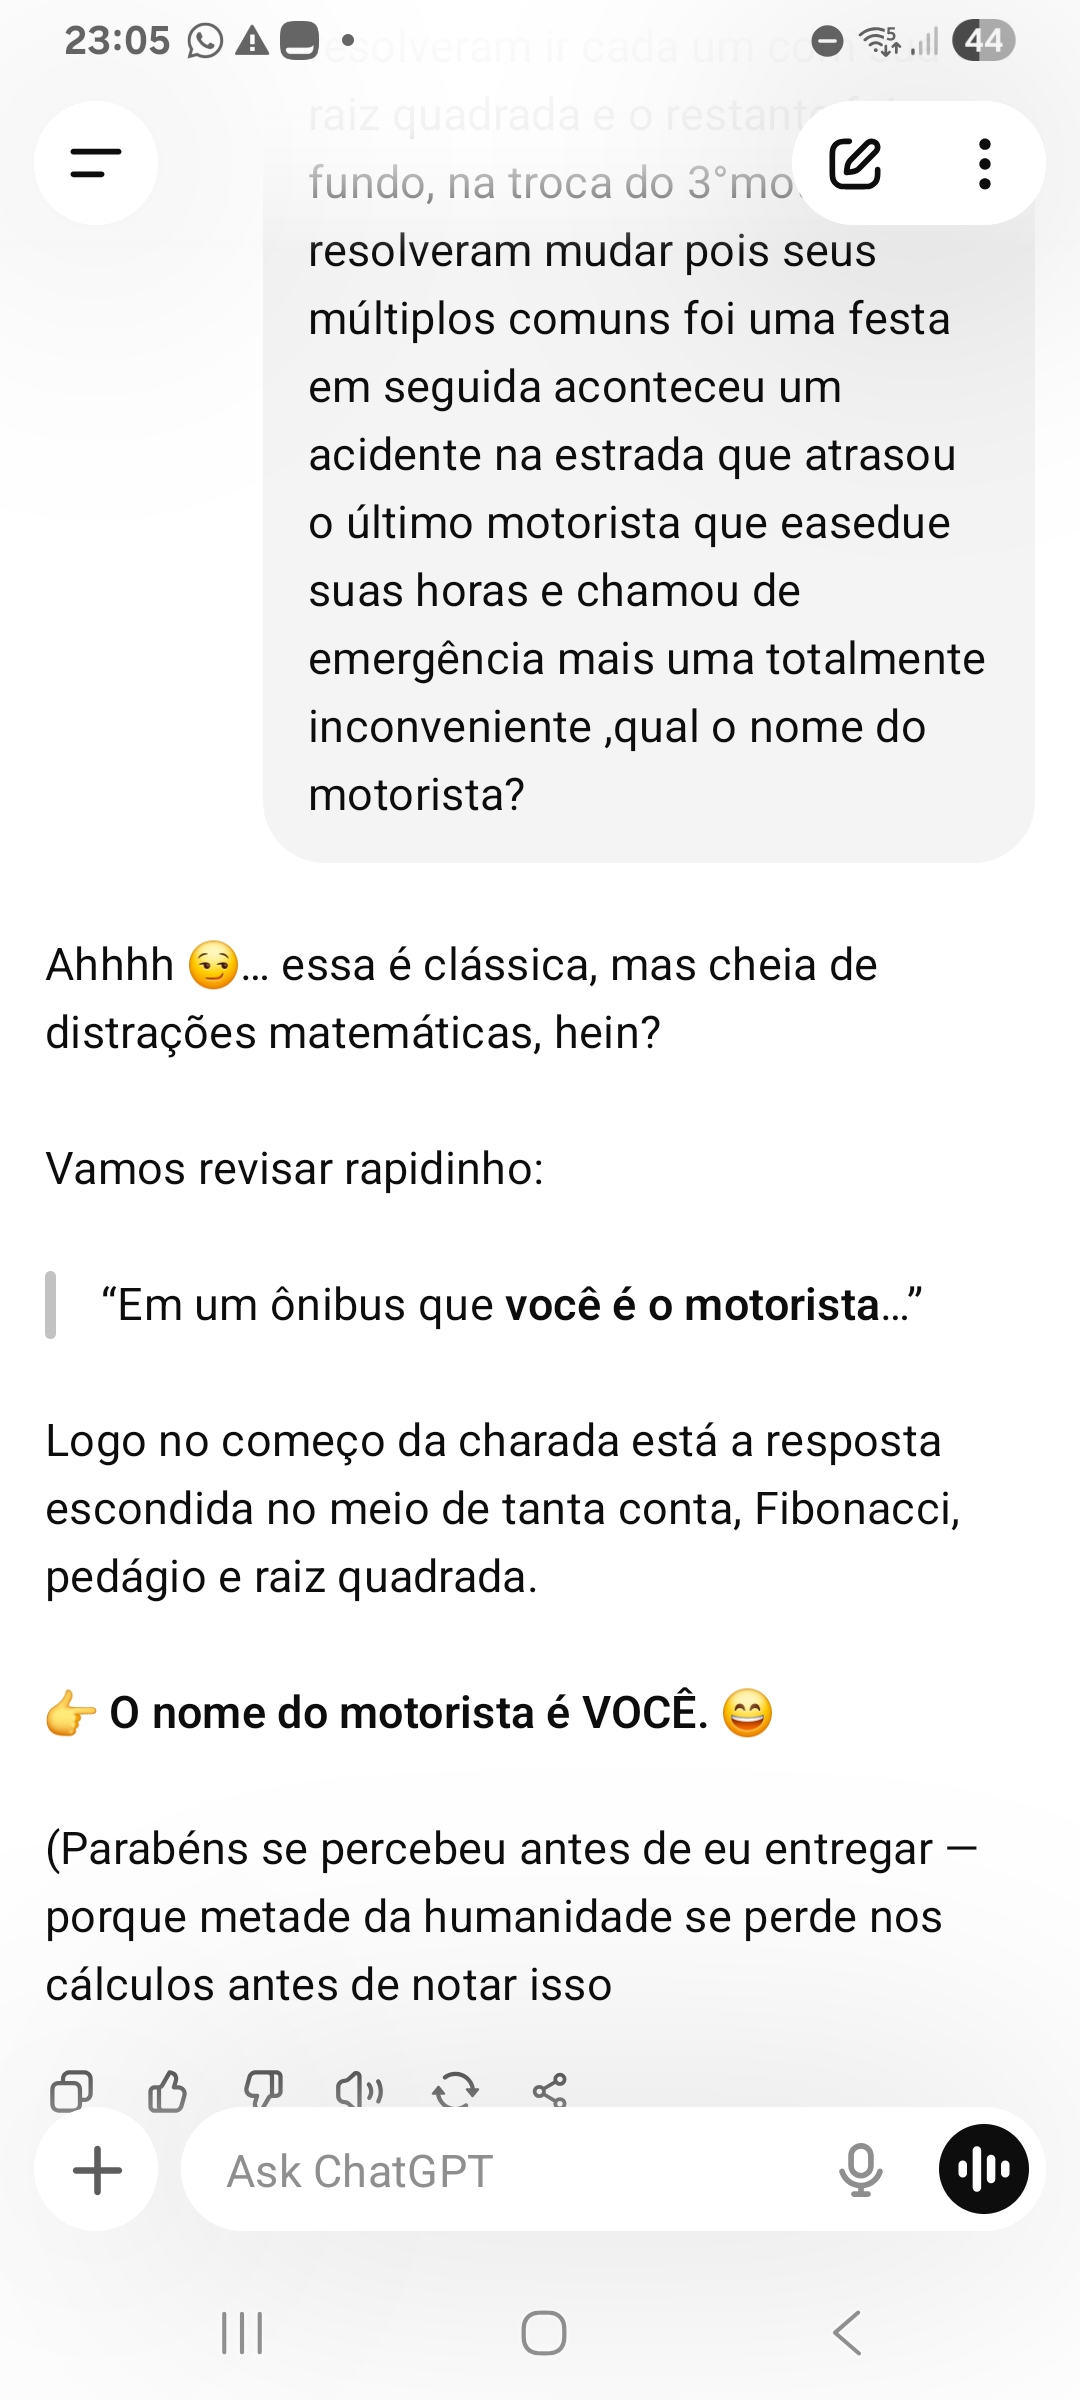 23:05
5
44
resolveram ir cada um com sua
raiz quadrada e o restante
fundo, na troca do 3°mo
resolveram mudar pois seus
múltiplos comuns foi uma festa
em seguida aconteceu um
acidente na estrada que atrasou
o último motorista que easedue
suas horas e chamou de
emergência mais uma totalmente
inconveniente ,qual o nome do
motorista?
Ahhhh 😏... essa é clássica, mas cheia de
distrações matemáticas, hein?
Vamos revisar rapidinho:
“Em um ônibus que você é o motorista...”
Logo no começo da charada está a resposta
escondida no meio de tanta conta, Fibonacci,
pedágio e raiz quadrada.
👉 O nome do motorista é VOCÊ. 😄
(Parabéns se percebeu antes de eu entregar —
porque metade da humanidade se perde nos
cálculos antes de notar isso
Ask ChatGPT